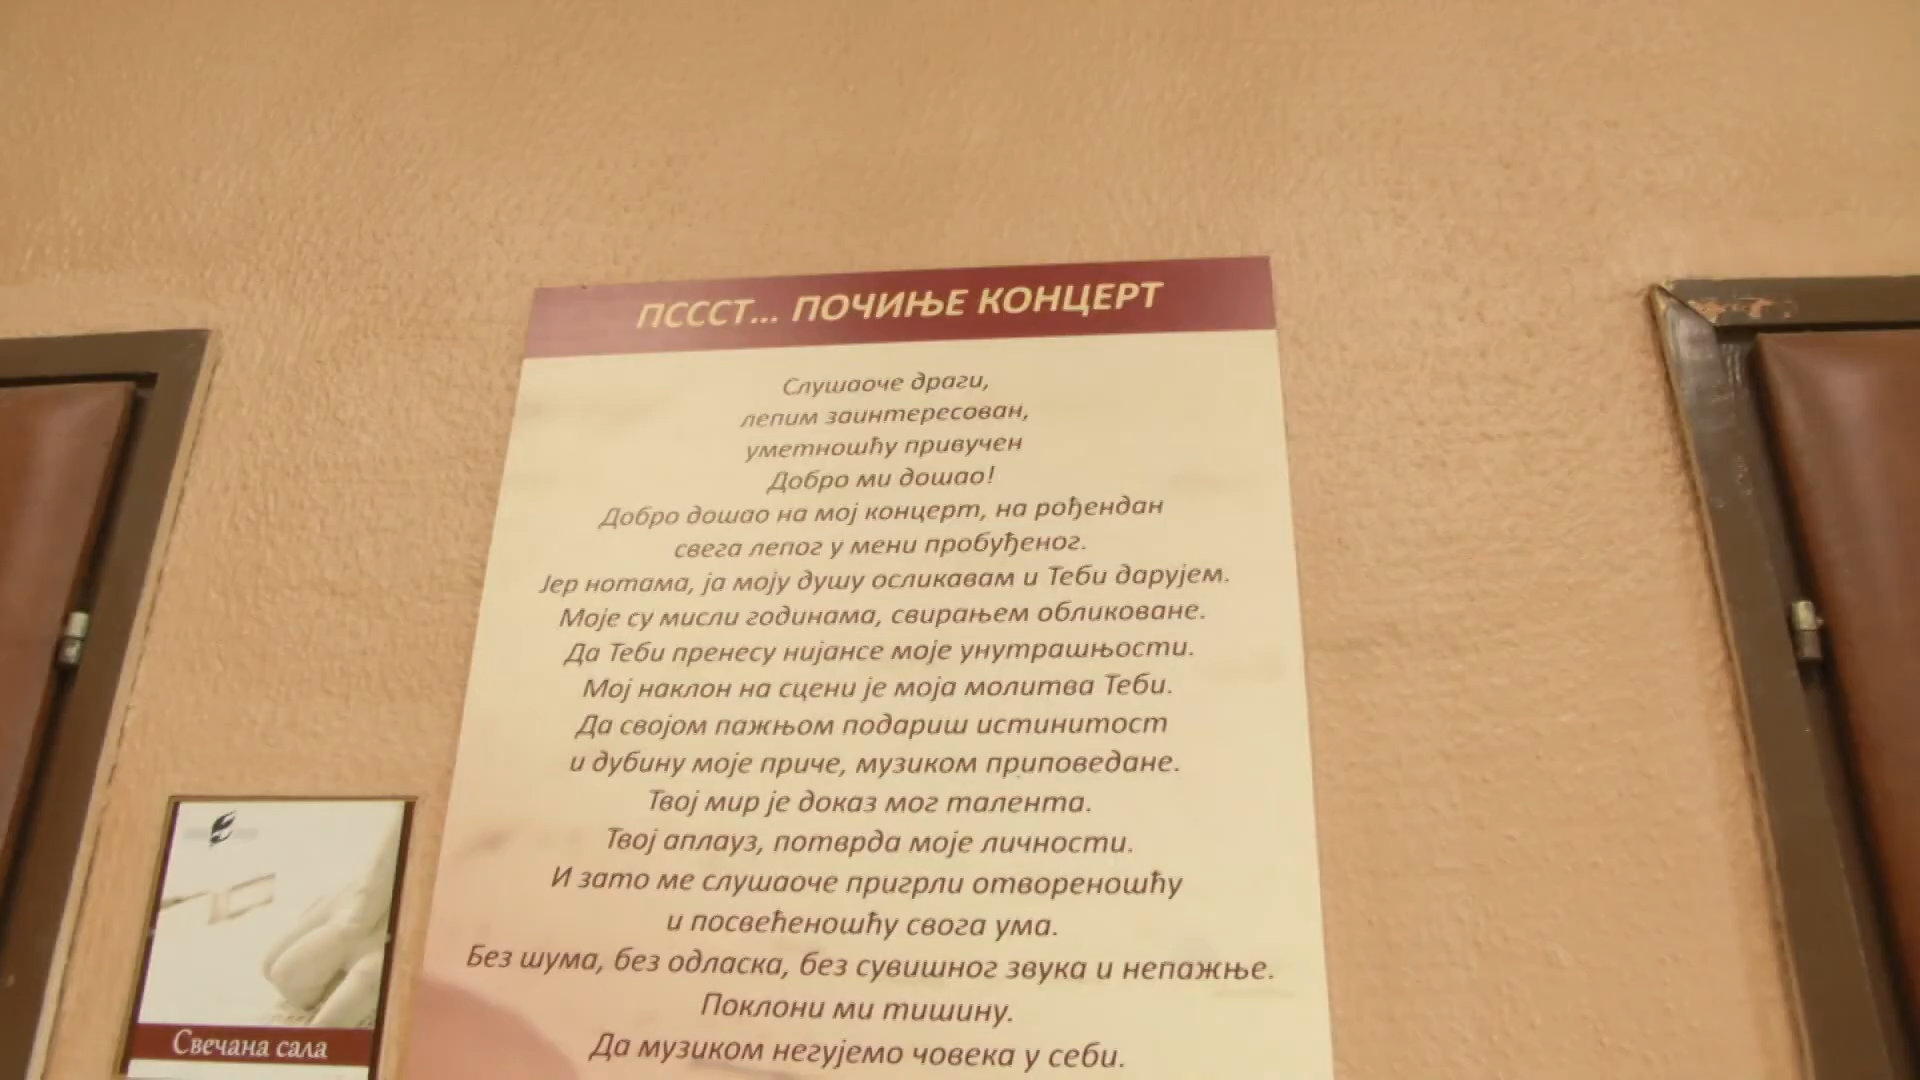 ПСССТ... ПОЧИЊЕ КОНЦЕРТ
Слушаоче драги,
лепим заинтересован,
уметношћу привучен
Добро ми дошао!
Добро дошао на мој концерт, на рођендан
свега лепог у мени пробуђеног.
Јер нотама, ја моју душу осликавам и Теби дарујем.
Моје су мисли годинама, свирањем обликоване.
Да Теби пренесу нијансе моје унутрашњости.
Мој наклон на сцени је моја молитва Теби.
Да својом пажњом подариш истинитост
и дубину моје приче, музиком приповедане.
Твој мир је доказ мог талента.
Твој аплауз, потврда моје личности.
И зато ме слушаоче пригрли отвореношћу
и посвећеношћу свога ума.
Без шума, без одласка, без сувишног звука и непажње.
Поклони ми тишину.
Да музиком негујемо човека у себи.
Свечана сала